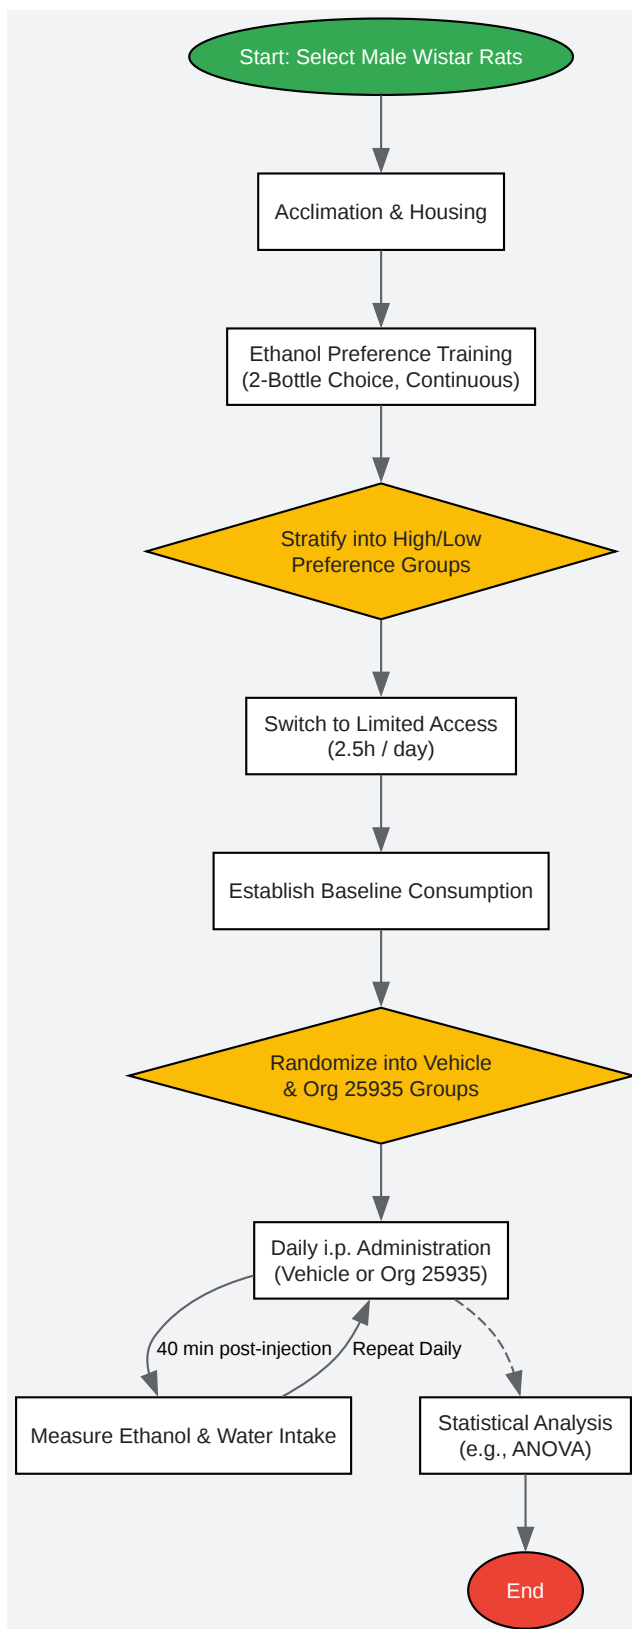 Start: Select Male Wistar Rats
Acclimation & Housing
Ethanol Preference Training
(2-Bottle Choice, Continuous)
Stratify into High/Low
Preference Groups
Switch to Limited Access
(2.5h / day)
Establish Baseline Consumption
Randomize into Vehicle
& Org 25935 Groups
Daily i.p. Administration
(Vehicle or Org 25935)
40 min post-injection
Repeat Daily
Measure Ethanol & Water Intake
Statistical Analysis
(e.g., ANOVA)
End